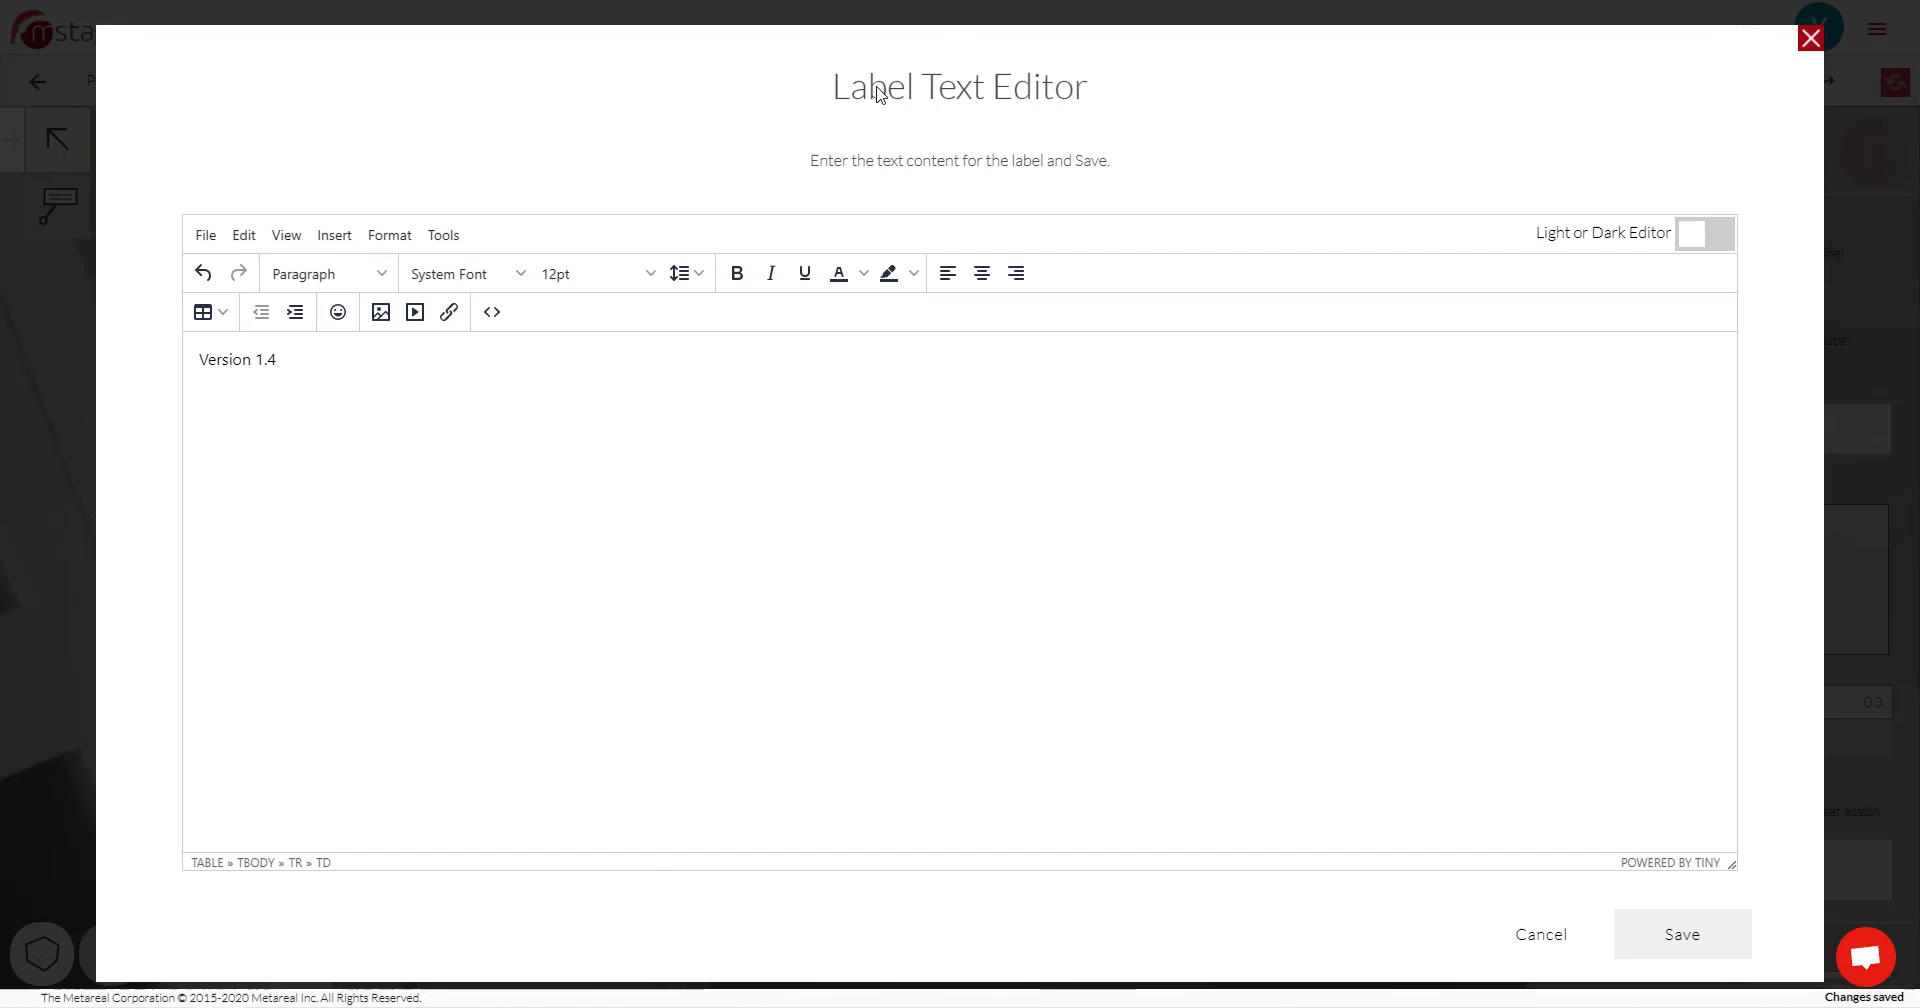 Label Text Editor
Enter the text content for the label and Save.
File Edit View Insert Format Tools
Light or Dark Editor
Paragraph System Font 12pt
B I U A
Version 1.4
TABLE » TBODY » TR » TD
POWERED BY TINY
0.3
Cancel Save
The Metareal Corporation © 2015-2020 Metareal Inc. All Rights Reserved.
Changes saved